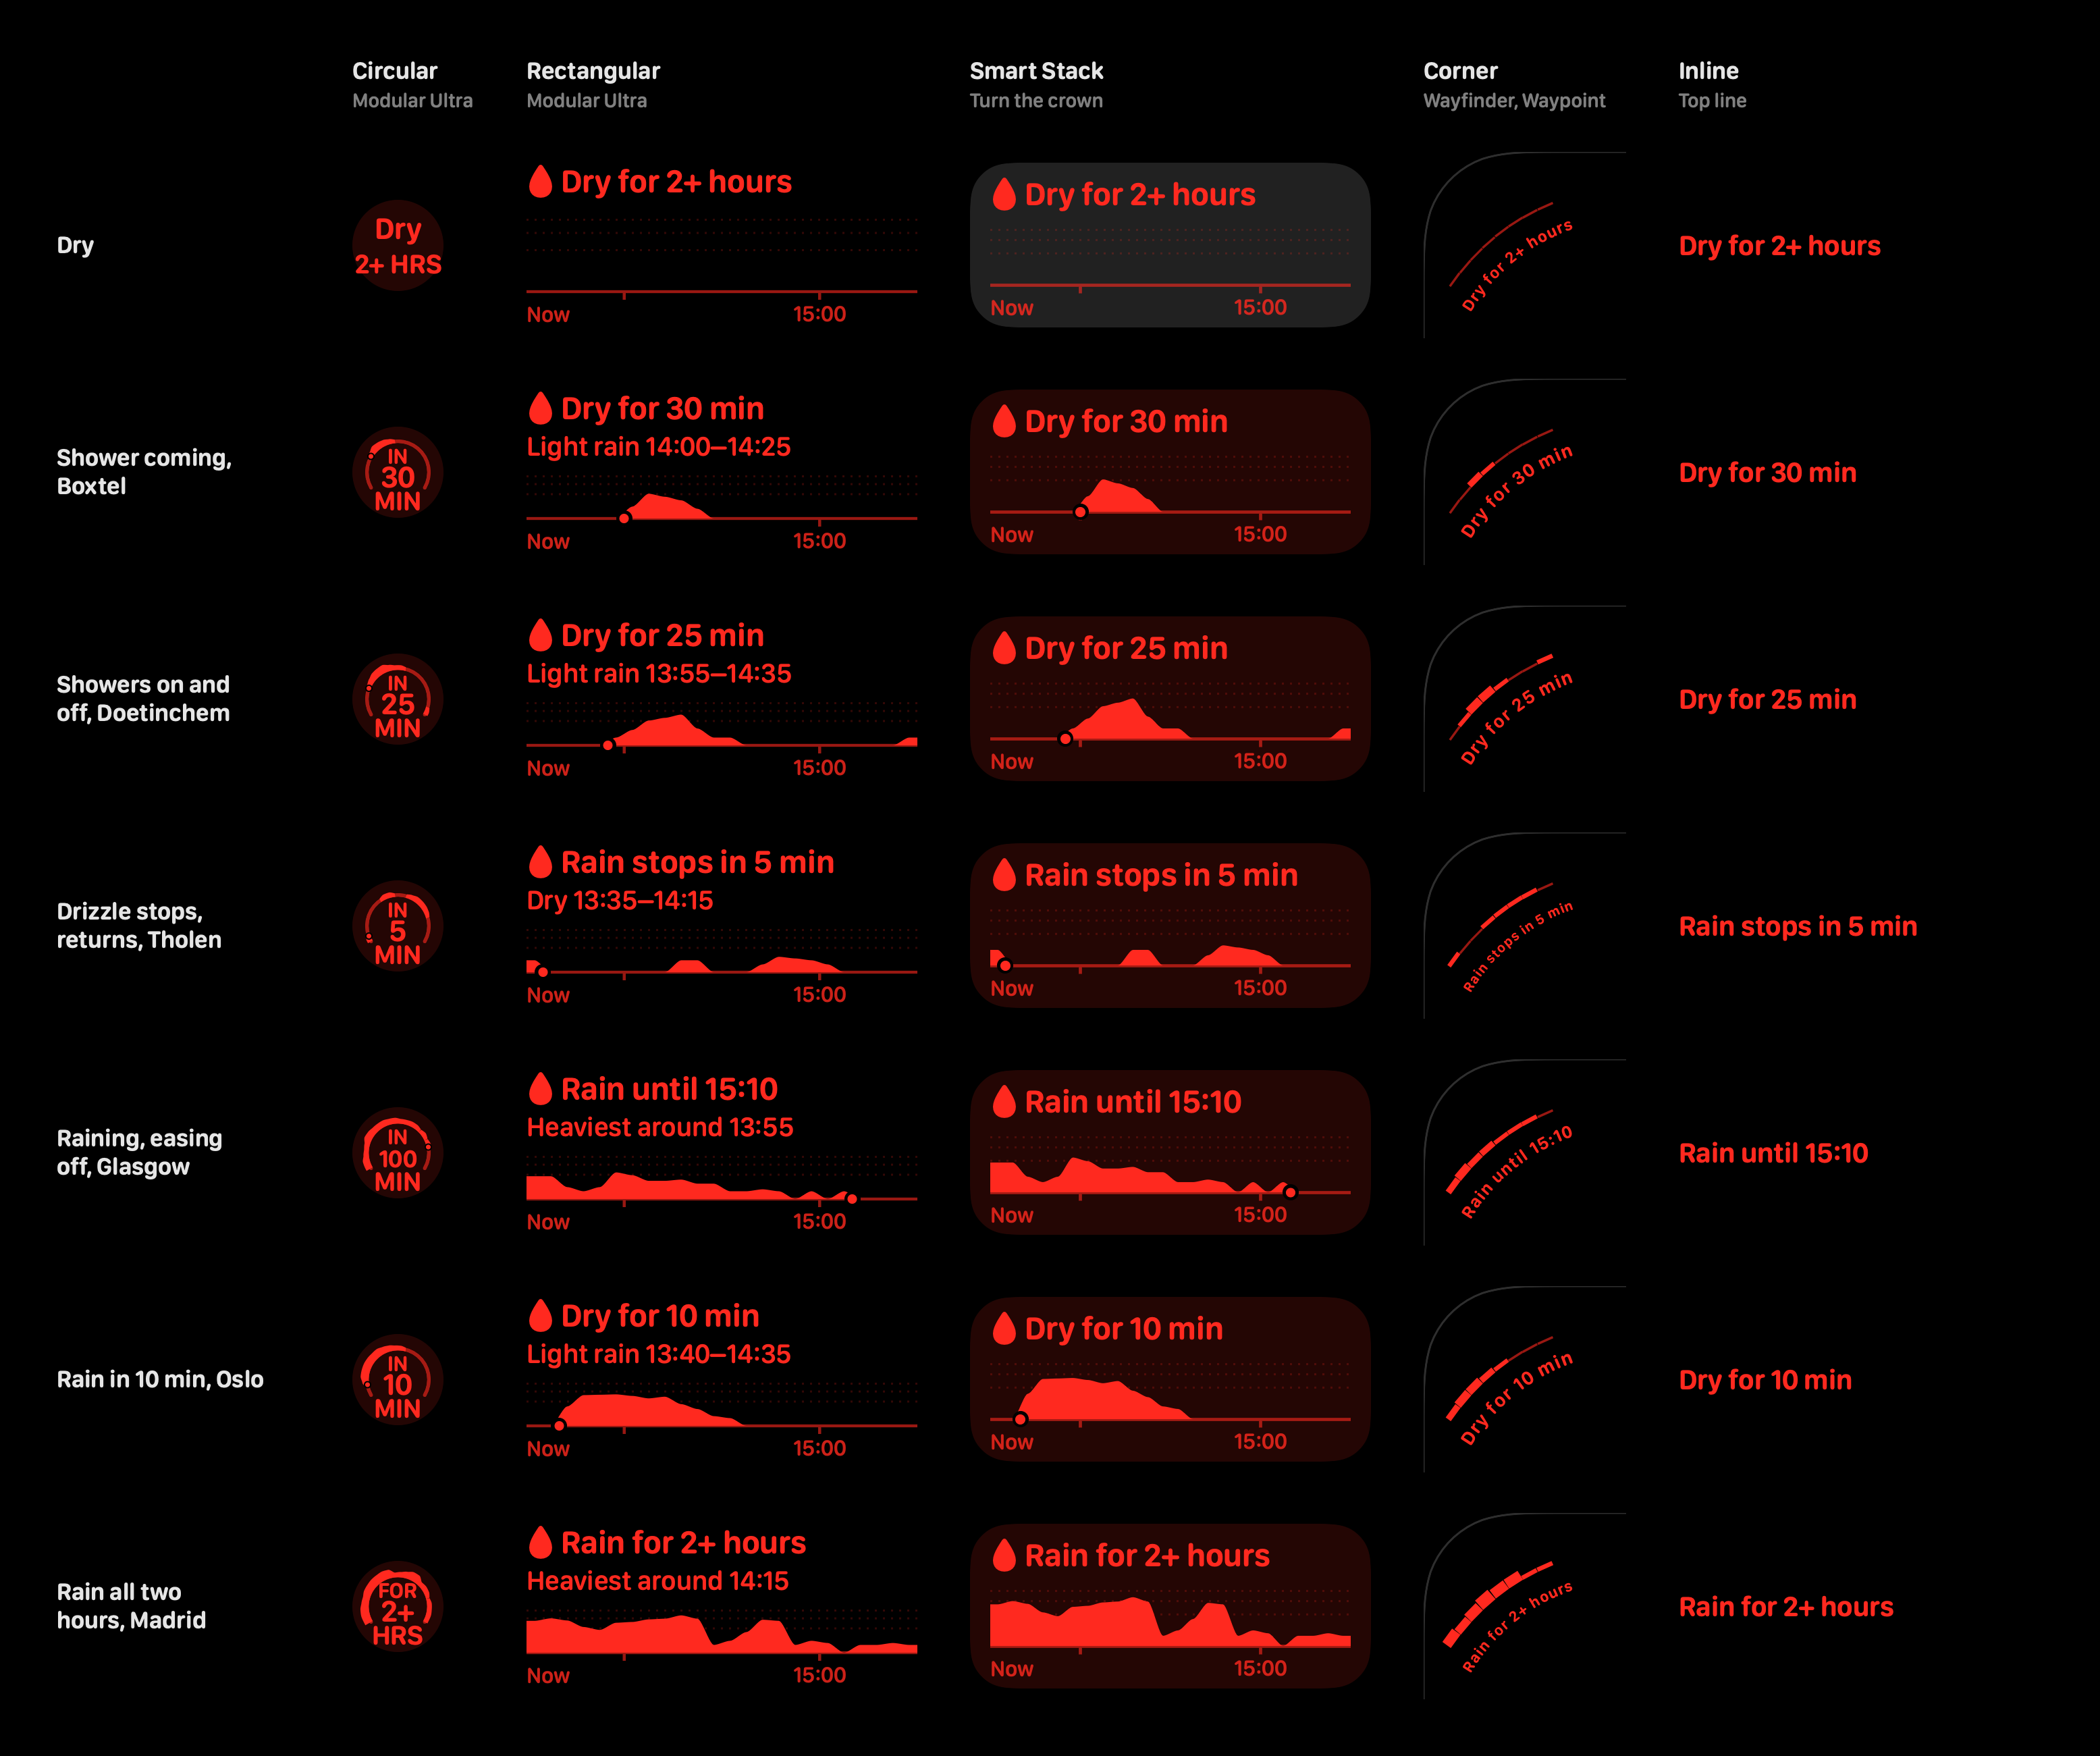 Circular
Modular Ultra
Rectangular
Modular Ultra
Smart Stack
Turn the crown
Corner
Wayfinder, Waypoint
Inline
Top line
Dry
Dry
2+ HRS
Dry for 2+ hours
Now
15:00
Dry for 2+ hours
Now
15:00
Dry for 2+ hours
Dry for 2+ hours
Shower coming,
Boxtel
IN
30
MIN
Dry for 30 min
Light rain 14:00–14:25
Now
15:00
Dry for 30 min
Now
15:00
Dry for 30 min
Dry for 30 min
Showers on and
off, Doetinchem
IN
25
MIN
Dry for 25 min
Light rain 13:55–14:35
Now
15:00
Dry for 25 min
Now
15:00
Dry for 25 min
Dry for 25 min
Drizzle stops,
returns, Tholen
IN
5
MIN
Rain stops in 5 min
Dry 13:35–14:15
Now
15:00
Rain stops in 5 min
Now
15:00
Rain stops in 5 min
Rain stops in 5 min
Raining, easing
off, Glasgow
IN
100
MIN
Rain until 15:10
Heaviest around 13:55
Now
15:00
Rain until 15:10
Now
15:00
Rain until 15:10
Rain until 15:10
Rain in 10 min, Oslo
IN
10
MIN
Dry for 10 min
Light rain 13:40–14:35
Now
15:00
Dry for 10 min
Now
15:00
Dry for 10 min
Dry for 10 min
Rain all two
hours, Madrid
FOR
2+
HRS
Rain for 2+ hours
Heaviest around 14:15
Now
15:00
Rain for 2+ hours
Now
15:00
Rain for 2+ hours
Rain for 2+ hours